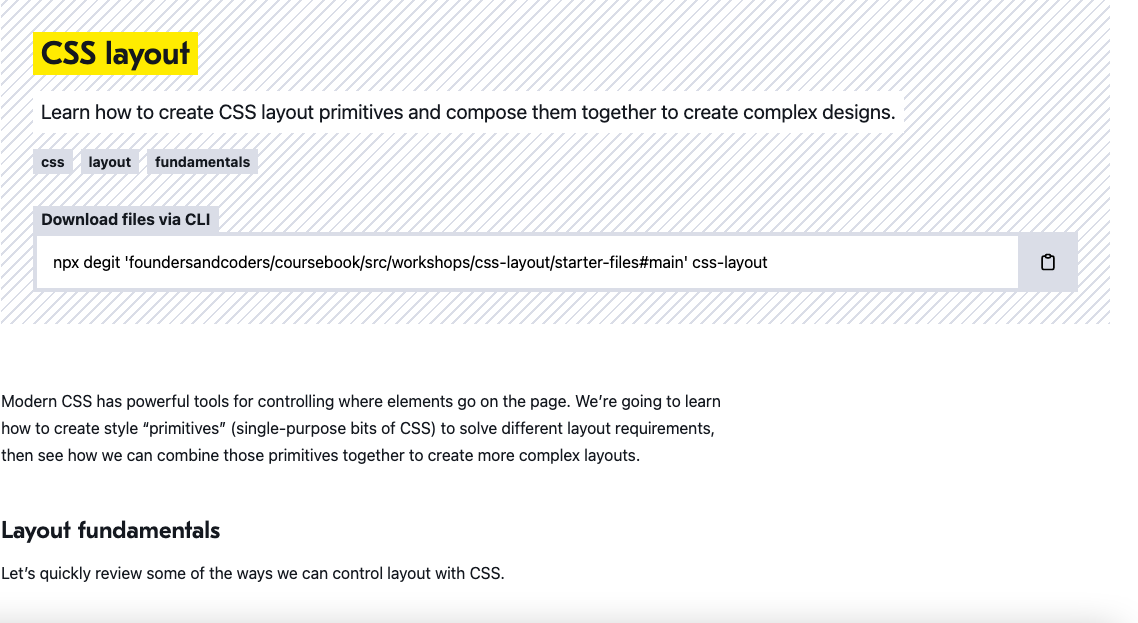 CSS layout
Learn how to create CSS layout primitives and compose them together to create complex designs.
css layout fundamentals
Download files via CLI
npx degit 'foundersandcoders/coursebook/src/workshops/css-layout/starter-files#main' css-layout
Modern CSS has powerful tools for controlling where elements go on the page. We’re going to learn
how to create style “primitives” (single-purpose bits of CSS) to solve different layout requirements,
then see how we can combine those primitives together to create more complex layouts.
Layout fundamentals
Let’s quickly review some of the ways we can control layout with CSS.